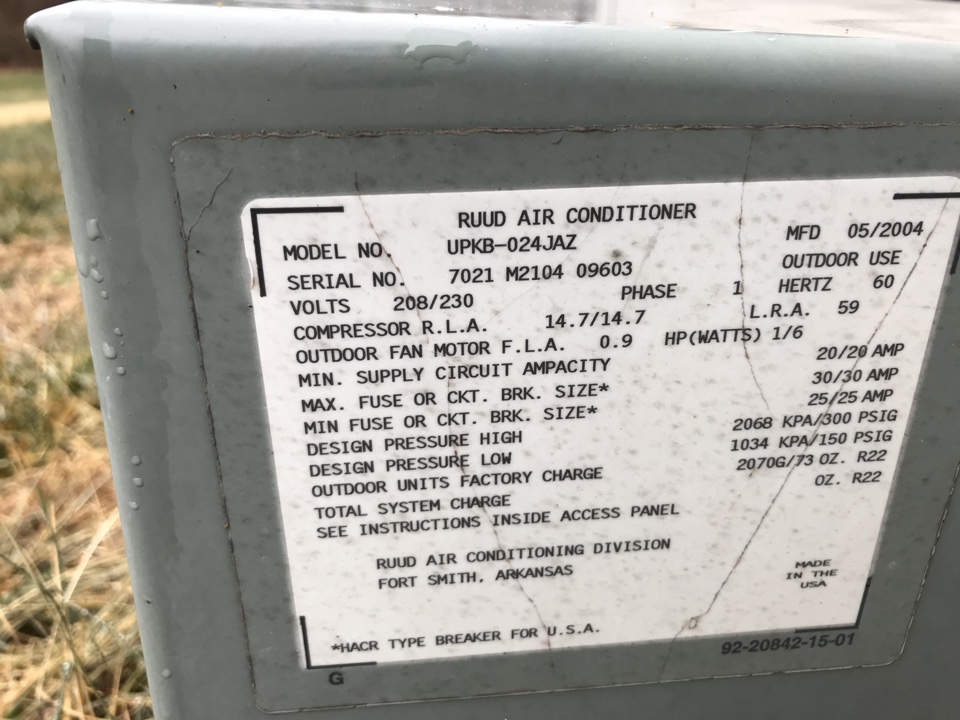 RUUD AIR CONDITIONER
MODEL NO. UPKB-024JAZ MFD 05/2004
SERIAL NO. 7021 M2104 09603 OUTDOOR USE
VOLTS 208/230 PHASE 1 HERTZ 60
COMPRESSOR R.L.A. 14.7/14.7 L.R.A. 59
OUTDOOR FAN MOTOR F.L.A. 0.9 HP(WATTS) 1/6
MIN. SUPPLY CIRCUIT AMPACITY 20/20 AMP
MAX. FUSE OR CKT. BRK. SIZE* 30/30 AMP
MIN FUSE OR CKT. BRK. SIZE* 25/25 AMP
DESIGN PRESSURE HIGH 2068 KPA/300 PSIG
DESIGN PRESSURE LOW 1034 KPA/150 PSIG
OUTDOOR UNITS FACTORY CHARGE 2070G/73 OZ. R22
TOTAL SYSTEM CHARGE OZ. R22
SEE INSTRUCTIONS INSIDE ACCESS PANEL
RUUD AIR CONDITIONING DIVISION
FORT SMITH, ARKANSAS
MADE
IN THE
USA
*HACR TYPE BREAKER FOR U.S.A.
92-20842-15-01
G